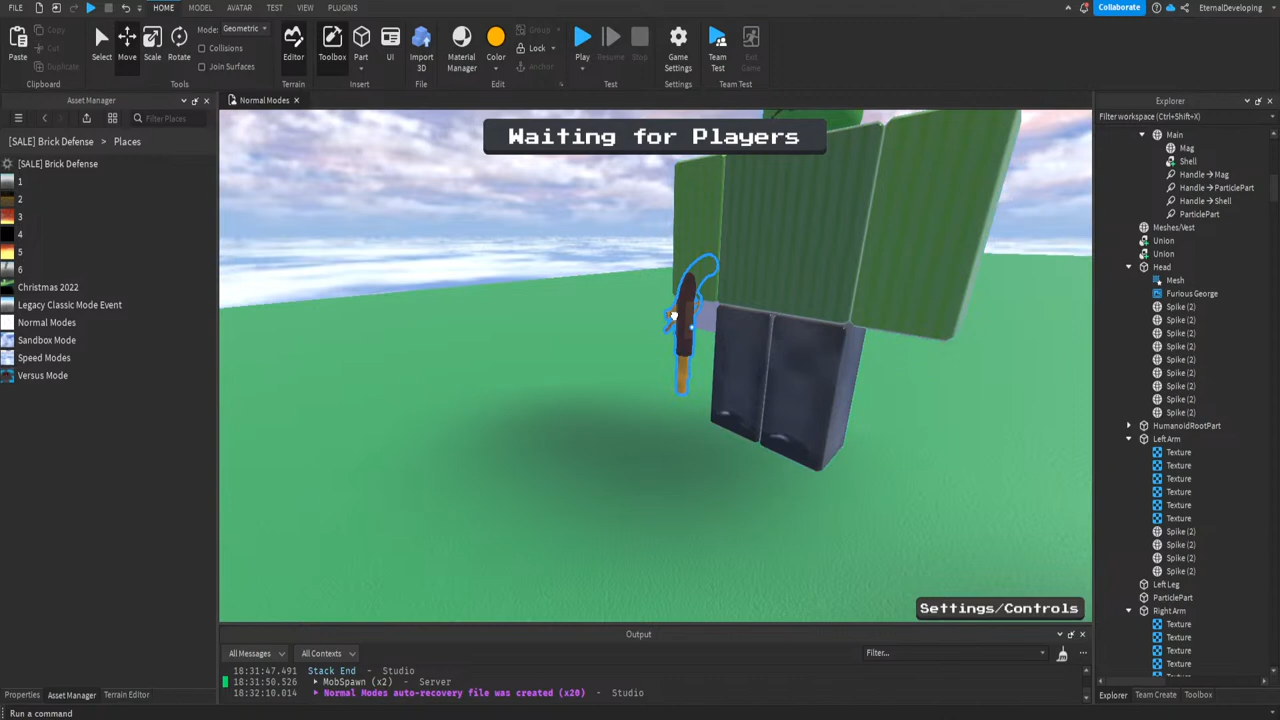 FILE
HOME
MODEL
AVATAR
TEST
VIEW
PLUGINS
Collaborate
EternalDeveloping
Paste
Copy
Cut
Duplicate
Clipboard
Select
Move
Scale
Rotate
Mode: Geometric
Collisions
Join Surfaces
Tools
Editor
Terrain
Toolbox
Part
UI
Insert
Import
3D
File
Material
Manager
Color
Group
Lock
Anchor
Edit
Play
Resume
Stop
Test
Game
Settings
Settings
Team
Test
Exit
Game
Team Test
Asset Manager
Filter Places
[SALE] Brick Defense
Places
[SALE] Brick Defense
1
2
3
4
5
6
Christmas 2022
Legacy Classic Mode Event
Normal Modes
Sandbox Mode
Speed Modes
Versus Mode
Properties
Asset Manager
Terrain Editor
Run a command
Normal Modes
Waiting for Players
Settings/Controls
Output
All Messages
All Contexts
Filter...
18:31:47.491 Stack End - Studio
18:31:50.526 MobSpawn (x2) - Server
18:32:10.014 Normal Modes auto-recovery file was created (x20) - Studio
Explorer
Filter workspace (Ctrl+Shift+X)
Main
Mag
Shell
Handle → Mag
Handle → ParticlePart
Handle → Shell
ParticlePart
Meshes/Vest
Union
Union
Head
Mesh
Furious George
Spike (2)
Spike (2)
Spike (2)
Spike (2)
Spike (2)
Spike (2)
Spike (2)
Spike (2)
Spike (2)
HumanoidRootPart
Left Arm
Texture
Texture
Texture
Texture
Texture
Texture
Spike (2)
Spike (2)
Spike (2)
Spike (2)
Left Leg
ParticlePart
Right Arm
Texture
Texture
Texture
Texture
Explorer
Team Create
Toolbox